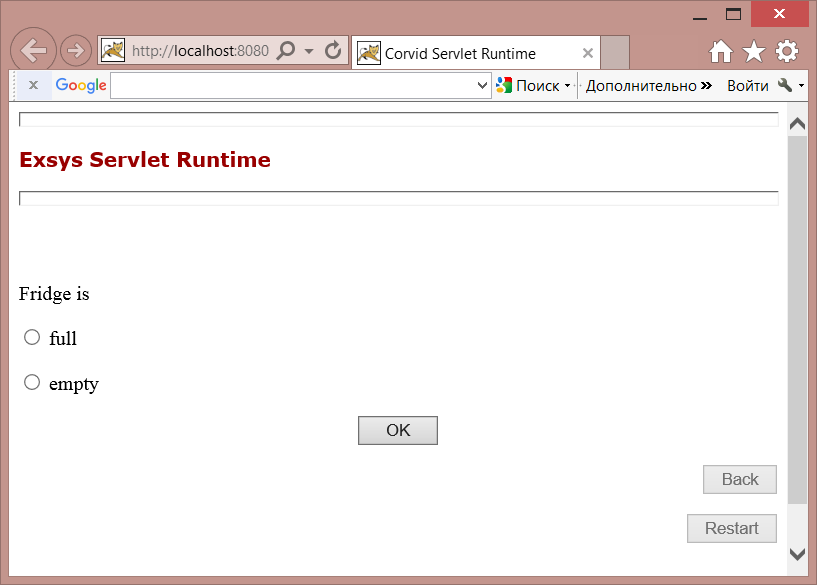 http://localhost:8080
Corvid Servlet Runtime
x Google Поиск Дополнительно » Войти
Exsys Servlet Runtime
Fridge is
full
empty
OK
Back
Restart